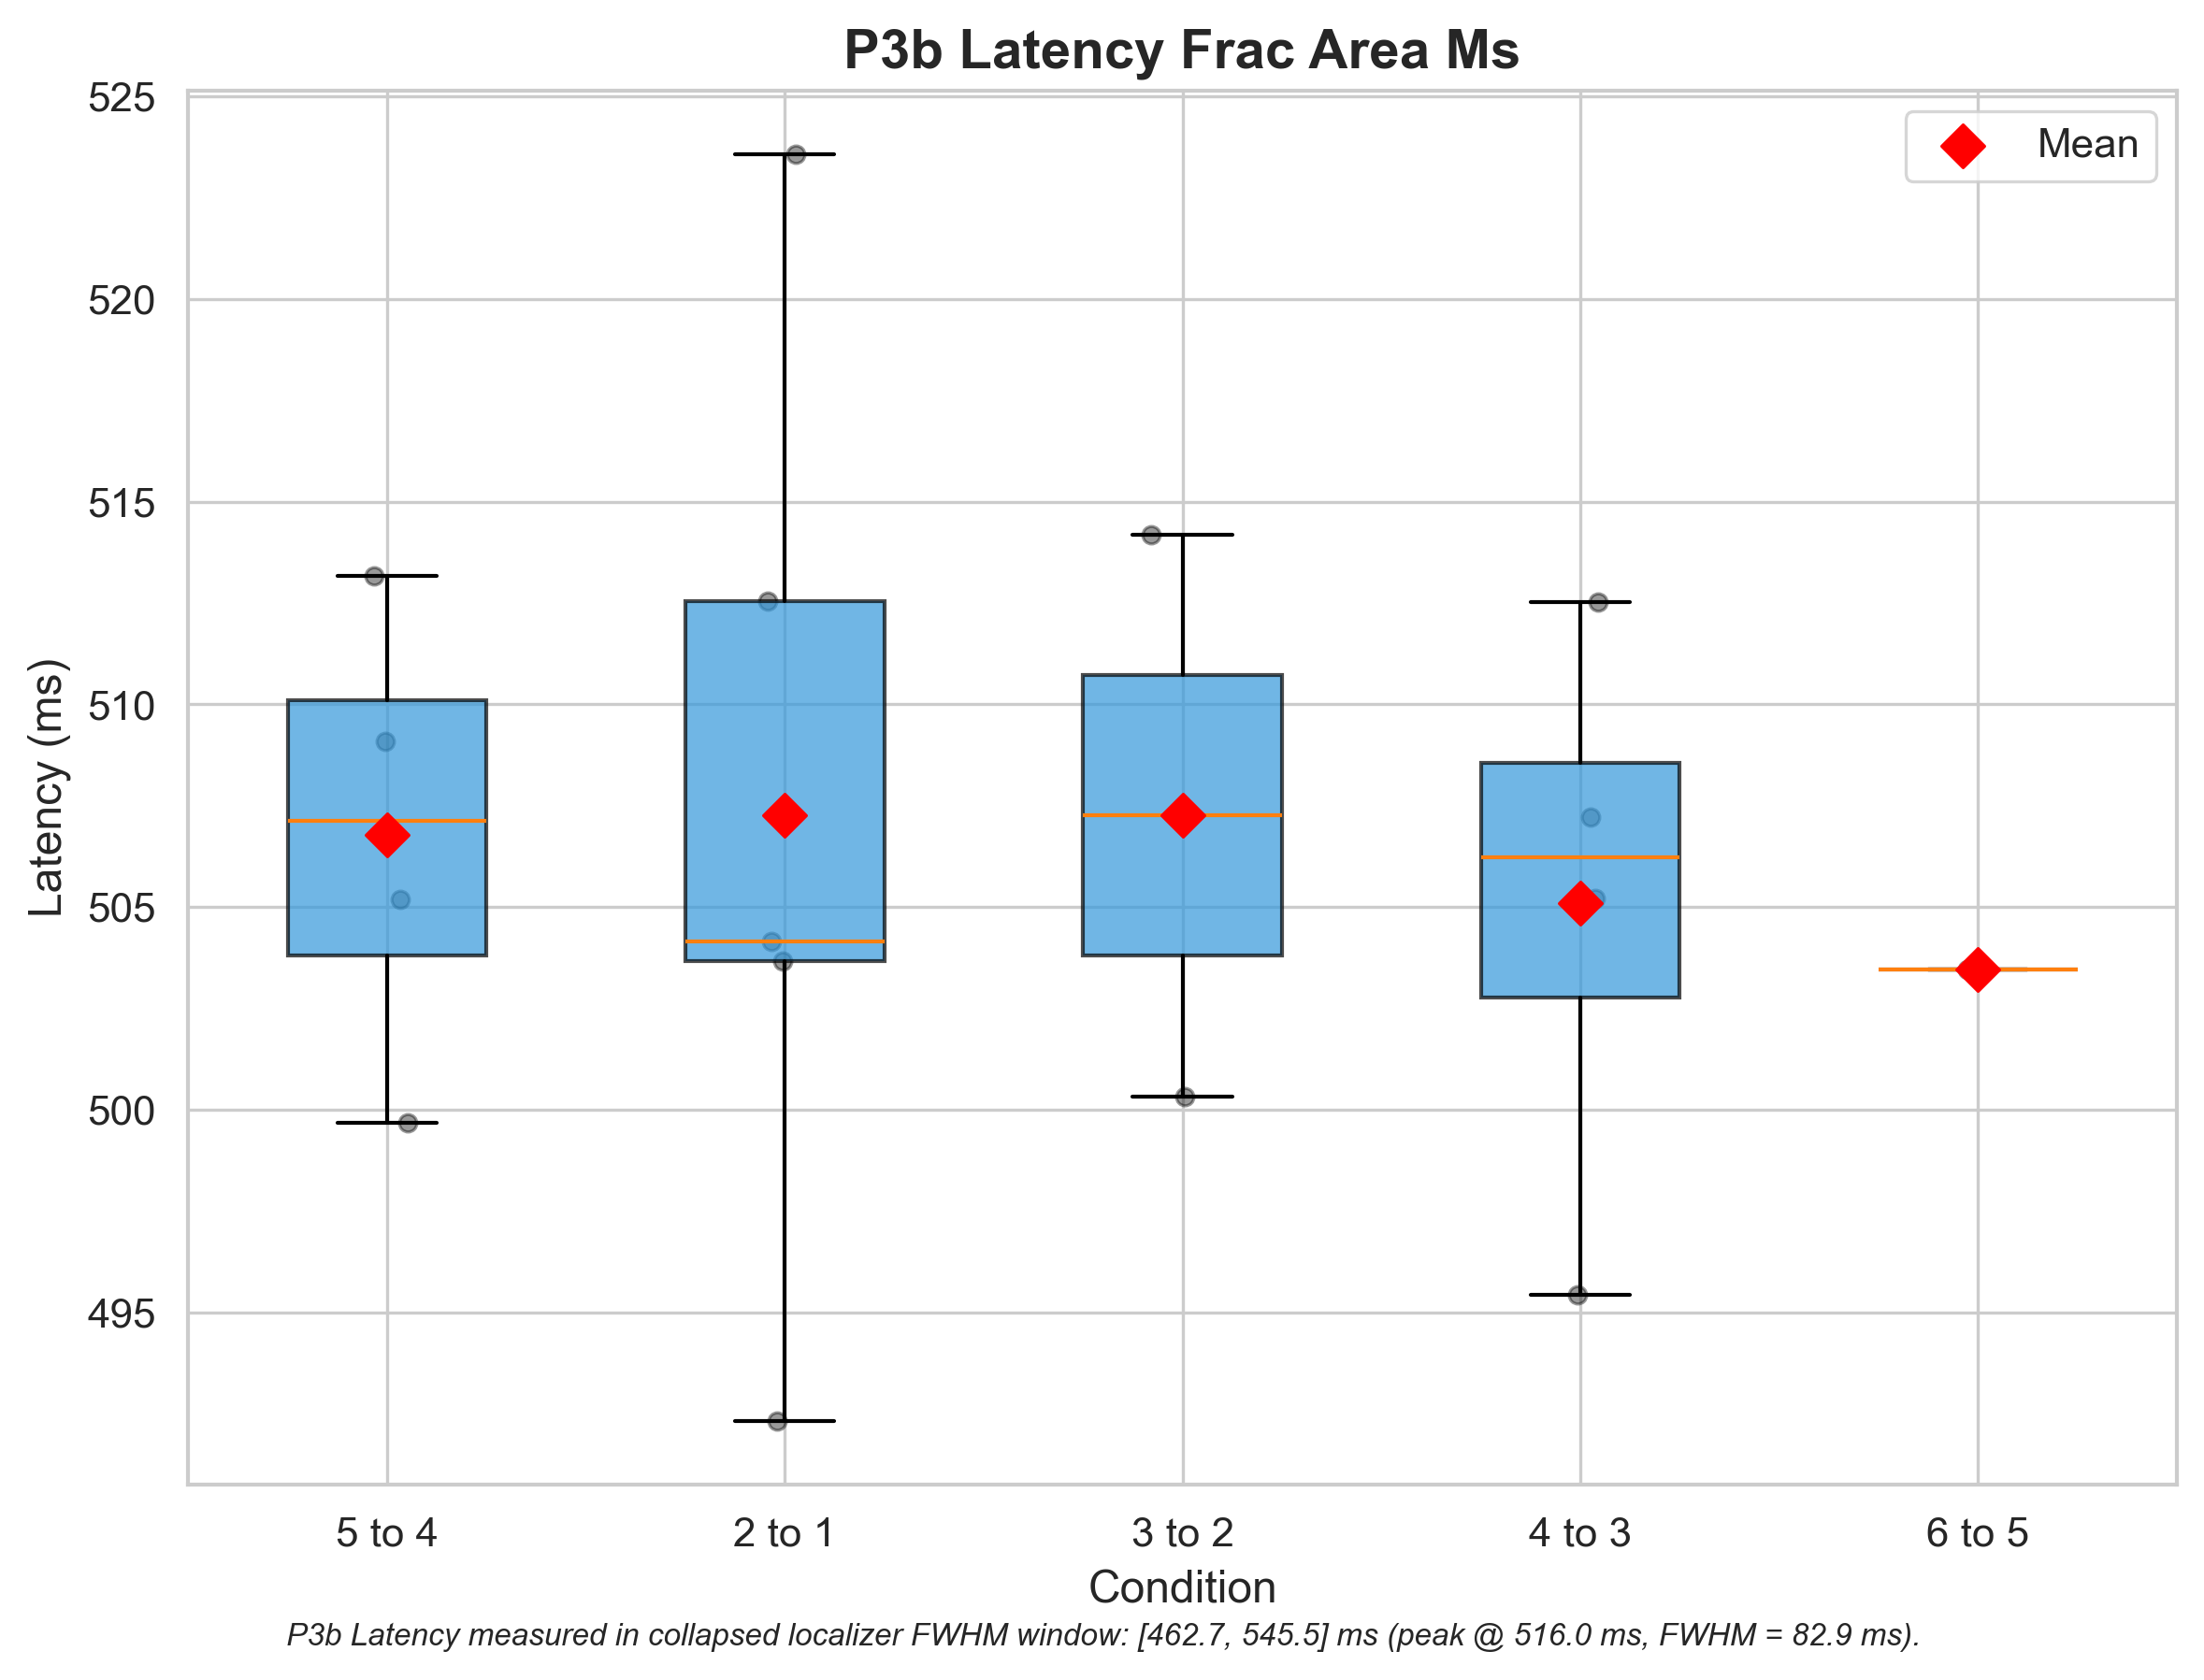 P3b Latency Frac Area Ms
Mean
525
520
515
510
505
500
495
Latency (ms)
5 to 4
2 to 1
3 to 2
4 to 3
6 to 5
Condition
P3b Latency measured in collapsed localizer FWHM window: [462.7, 545.5] ms (peak @ 516.0 ms, FWHM = 82.9 ms).